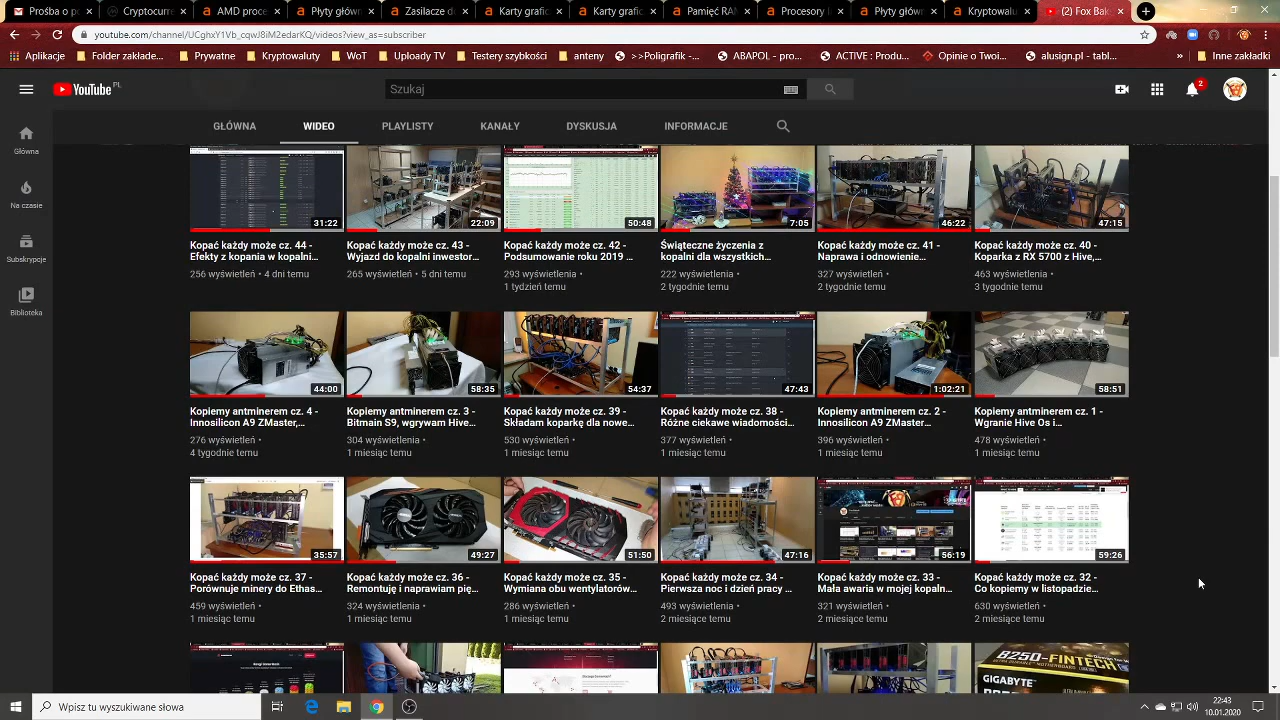 Prośba o p
Cryptocurre
AMD proce
Płyty główn
Zasilacze
Karty grafic
Karty grafic
Pamięć RAM
Procesory
Płyty główn
Kryptowalu
(2) Fox Bak
youtube.com/channel/UCgihxY1Vb_cqwJ8iM2edarKQ/videos?view_as=subscriber
Aplikacje
Folder zakłade...
Prywatne
Kryptowaluty
WoT
Uploady TV
Testery szybkości
anteny
>>Poligrafik -...
ABAPOL -...
ACTIVE : Produ...
Opinie o Twoi...
alusign.pl - tabl...
»
Inne zakładki
YouTube PL
Szukaj
2
GŁÓWNA
WIDEO
PLAYLISTY
KANAŁY
DYSKUSJA
INFORMACJE
Główna
Na czasie
Subskrypcje
Biblioteka
31:22
22:09
50:48
7:05
46:22
47:15
Kopać każdy może cz. 44 -
Efekty z kopania w kopalni...
256 wyświetleń • 4 dni temu
Kopać każdy może cz. 43 -
Wyjazd do kopalni inwestor...
265 wyświetleń • 5 dni temu
Kopać każdy może cz. 42 -
Podsumowanie roku 2019 ...
293 wyświetlenia •
1 tydzień temu
Świąteczne życzenia z
kopalni dla wszystkich...
222 wyświetlenia •
2 tygodnie temu
Kopać każdy może cz. 41 -
Naprawa i odnowienie...
327 wyświetleń •
2 tygodnie temu
Kopać każdy może cz. 40 -
Koparka z RX 5700 z Hive,...
463 wyświetlenia •
3 tygodnie temu
44:00
58:35
54:37
47:43
1:02:21
58:51
Kopiemy antminerem cz. 4 -
Innosilicon A9 ZMaster,...
276 wyświetleń •
4 tygodnie temu
Kopiemy antminerem cz. 3 -
Bitmain S9, wgrywam Hive...
304 wyświetlenia •
1 miesiąc temu
Kopać każdy może cz. 39 -
Składam koparkę dla nowe...
530 wyświetleń •
1 miesiąc temu
Kopać każdy może cz. 38 -
Różne ciekawe wiadomości...
377 wyświetleń •
1 miesiąc temu
Kopiemy antminerem cz. 2 -
Innosilicon A9 ZMaster...
396 wyświetleń •
1 miesiąc temu
Kopiemy antminerem cz. 1 -
Wgranie Hive Os i...
478 wyświetleń •
1 miesiąc temu
35:57
49:27
51:50
56:19
59:26
Kopać każdy może cz. 37 -
Porównuje minery do Ethas...
459 wyświetleń •
1 miesiąc temu
Kopać każdy może cz. 36 -
Remontuję i naprawiam pię...
324 wyświetlenia •
1 miesiąc temu
Kopać każdy może cz. 35 -
Wymiana obu wentylatorów...
286 wyświetleń •
1 miesiąc temu
Kopać każdy może cz. 34 -
Pierwsza noc i dzień pracy ...
493 wyświetlenia •
2 miesiące temu
Kopać każdy może cz. 33 -
Mała awaria w mojej kopaln...
321 wyświetleń •
2 miesiące temu
Kopać każdy może cz. 32 -
Co kopiemy w listopadzie...
630 wyświetleń •
2 miesiące temu
GIGABYTE
Wpisz tu wyszukiwane słowa
22:43
10.01.2020